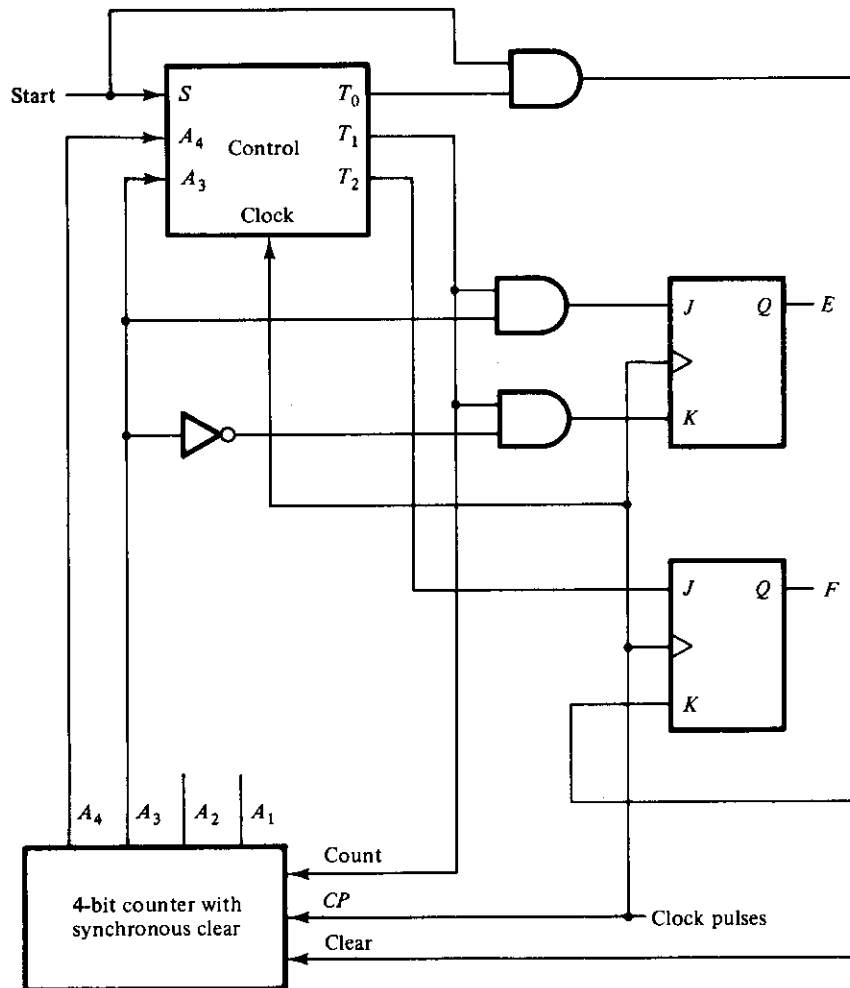 Start
S
T0
A4
T1
Control
A3
T2
Clock
J
Q
E
K
J
Q
F
K
A4
A3
A2
A1
Count
4-bit counter with
synchronous clear
CP
Clock pulses
Clear